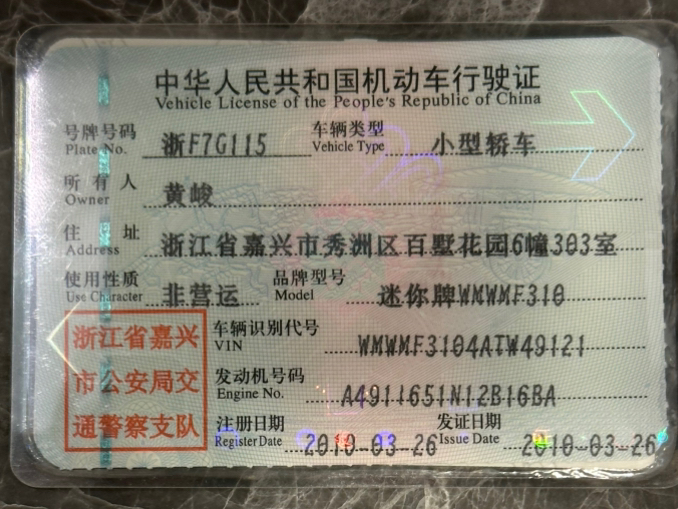 中华人民共和国机动车行驶证
Vehicle License of the People's Republic of China
号牌号码 浙F7G115 车辆类型 小型轿车
Plate No. Vehicle Type
所有人 黄峻
Owner
住址 浙江省嘉兴市秀洲区百墅花园6幢303室
Address
使用性质 非营运 品牌型号 迷你牌WMWMF310
Use Character Model
浙江省嘉兴
市公安局交
通警察支队
车辆识别代号 WMWMF3104ATW49121
VIN
发动机号码 A4911651N12B16BA
Engine No.
注册日期 2010-03-26 发证日期 2010-03-26
Register Date Issue Date